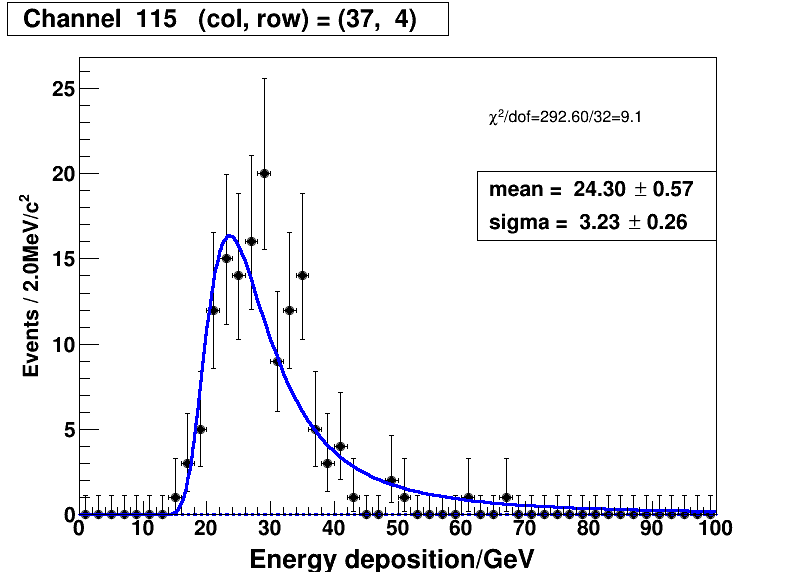 Channel 115 (col, row) = (37, 4)
χ²/dof=292.60/32=9.1
mean = 24.30 ± 0.57
sigma = 3.23 ± 0.26
Events / 2.0MeV/c²
25
20
15
10
5
0
0 10 20 30 40 50 60 70 80 90 100
Energy deposition/GeV